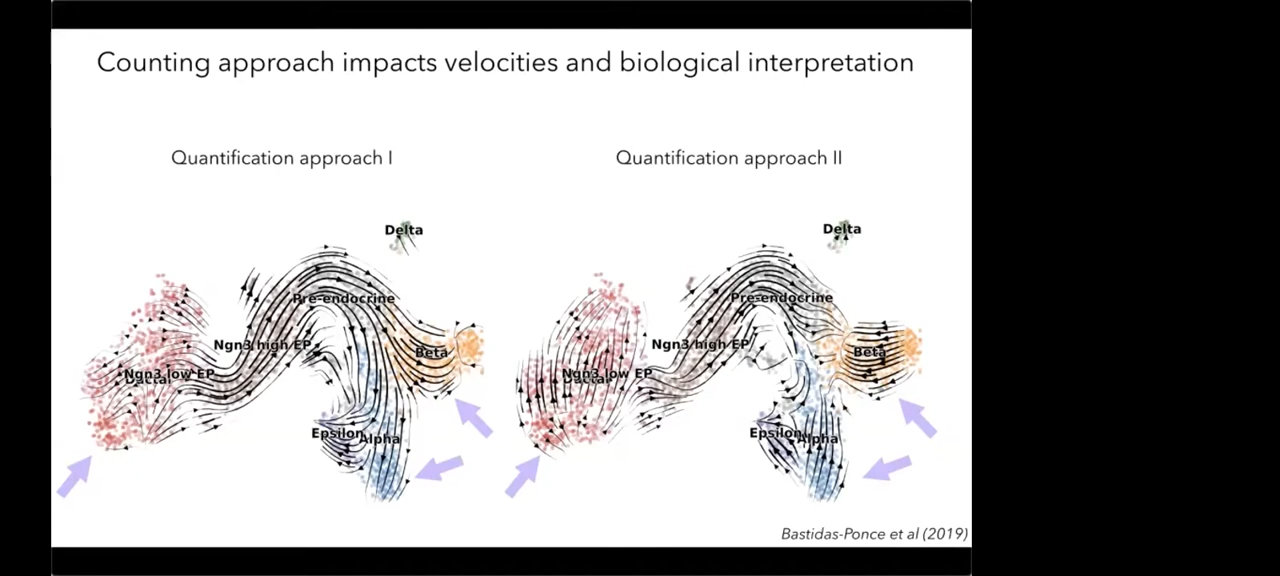 Counting approach impacts velocities and biological interpretation
Quantification approach I
Quantification approach II
Delta
Pre-endocrine
Ngn3 high EP
Beta
Ngn3 low EP
Ductal
Epsilon
Alpha
Delta
Pre-endocrine
Ngn3 high EP
Beta
Ngn3 low EP
Ductal
Epsilon
Alpha
Bastidas-Ponce et al (2019)